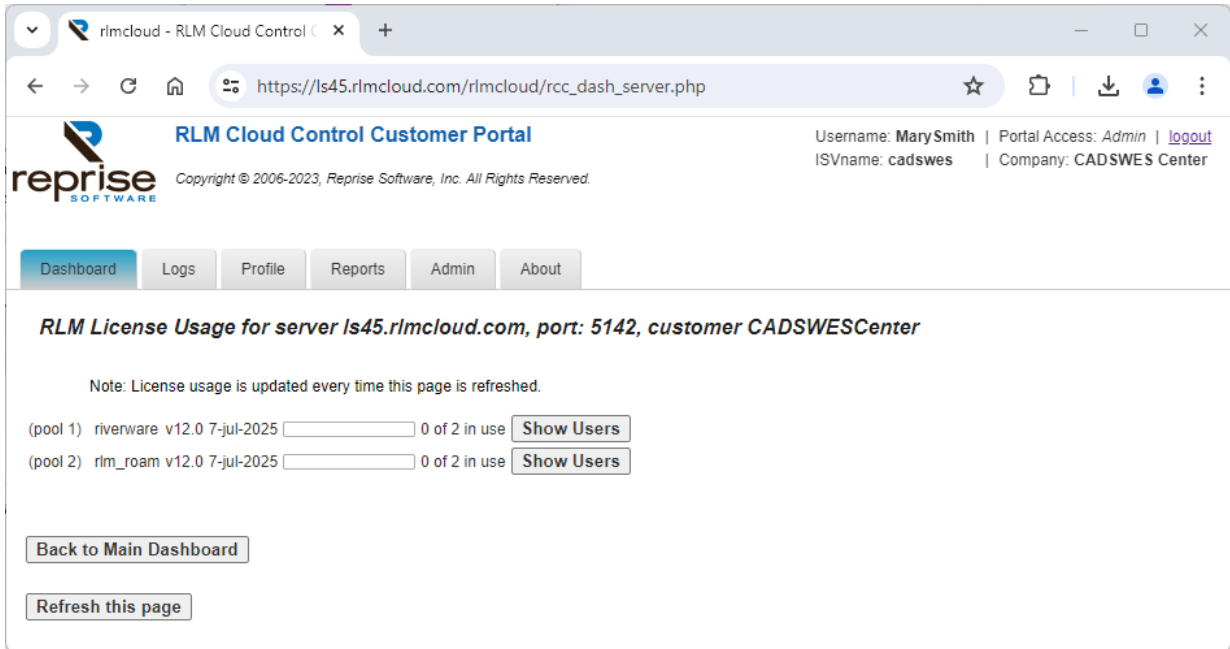 rlmcloud - RLM Cloud Control C
https://ls45.rlmcloud.com/rlmcloud/rcc_dash_server.php
reprise
SOFTWARE
RLM Cloud Control Customer Portal
Copyright © 2006-2023, Reprise Software, Inc. All Rights Reserved.
Username: MarySmith | Portal Access: Admin | logout
ISVname: cadswes | Company: CADSWES Center
Dashboard Logs Profile Reports Admin About
RLM License Usage for server ls45.rlmcloud.com, port: 5142, customer CADSWESCenter
Note: License usage is updated every time this page is refreshed.
(pool 1) riverware v12.0 7-jul-2025 0 of 2 in use Show Users
(pool 2) rlm_roam v12.0 7-jul-2025 0 of 2 in use Show Users
Back to Main Dashboard
Refresh this page